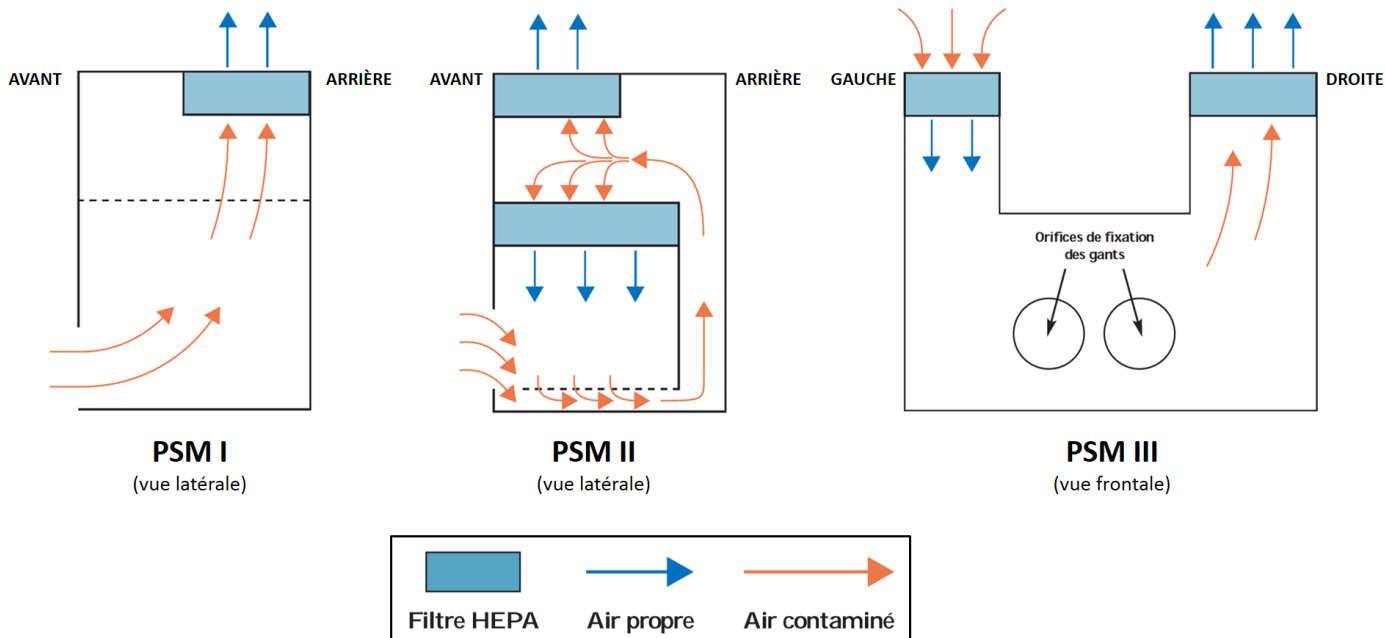 AVANT
ARRIÈRE
AVANT
ARRIÈRE
GAUCHE
DROITE
Orifices de fixation
des gants
PSM I
(vue latérale)
PSM II
(vue latérale)
PSM III
(vue frontale)
Filtre HEPA
Air propre
Air contaminé